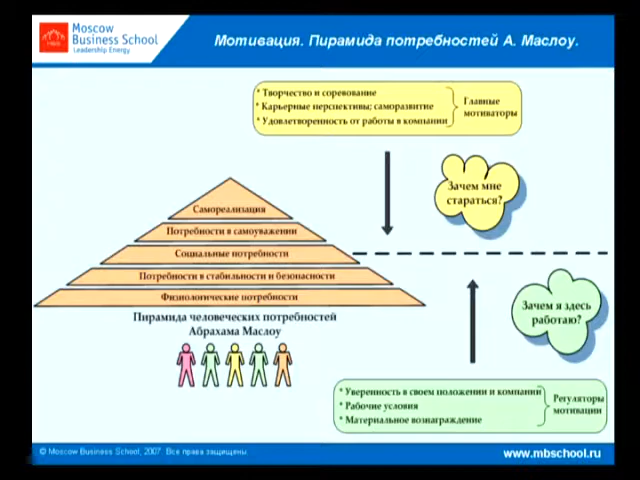 Moscow
Business School
Leadership Energy
Мотивация. Пирамида потребностей А. Маслоу.
* Творчество и соревование
* Карьерные перспективы; саморазвитие
* Удовлетворенность от работы в компании
Главные
мотиваторы
Зачем мне
стараться?
Самореализация
Потребности в самоуважении
Социальные потребности
Потребности в стабильности и безопасности
Физиологические потребности
Пирамида человеческих потребностей
Абрахама Маслоу
Зачем я здесь
работаю?
* Уверенность в своем положении и компании
* Рабочие условия
* Материальное вознаграждение
Регуляторы
мотивации
© Moscow Business School, 2007. Все права защищены.
www.mbschool.ru